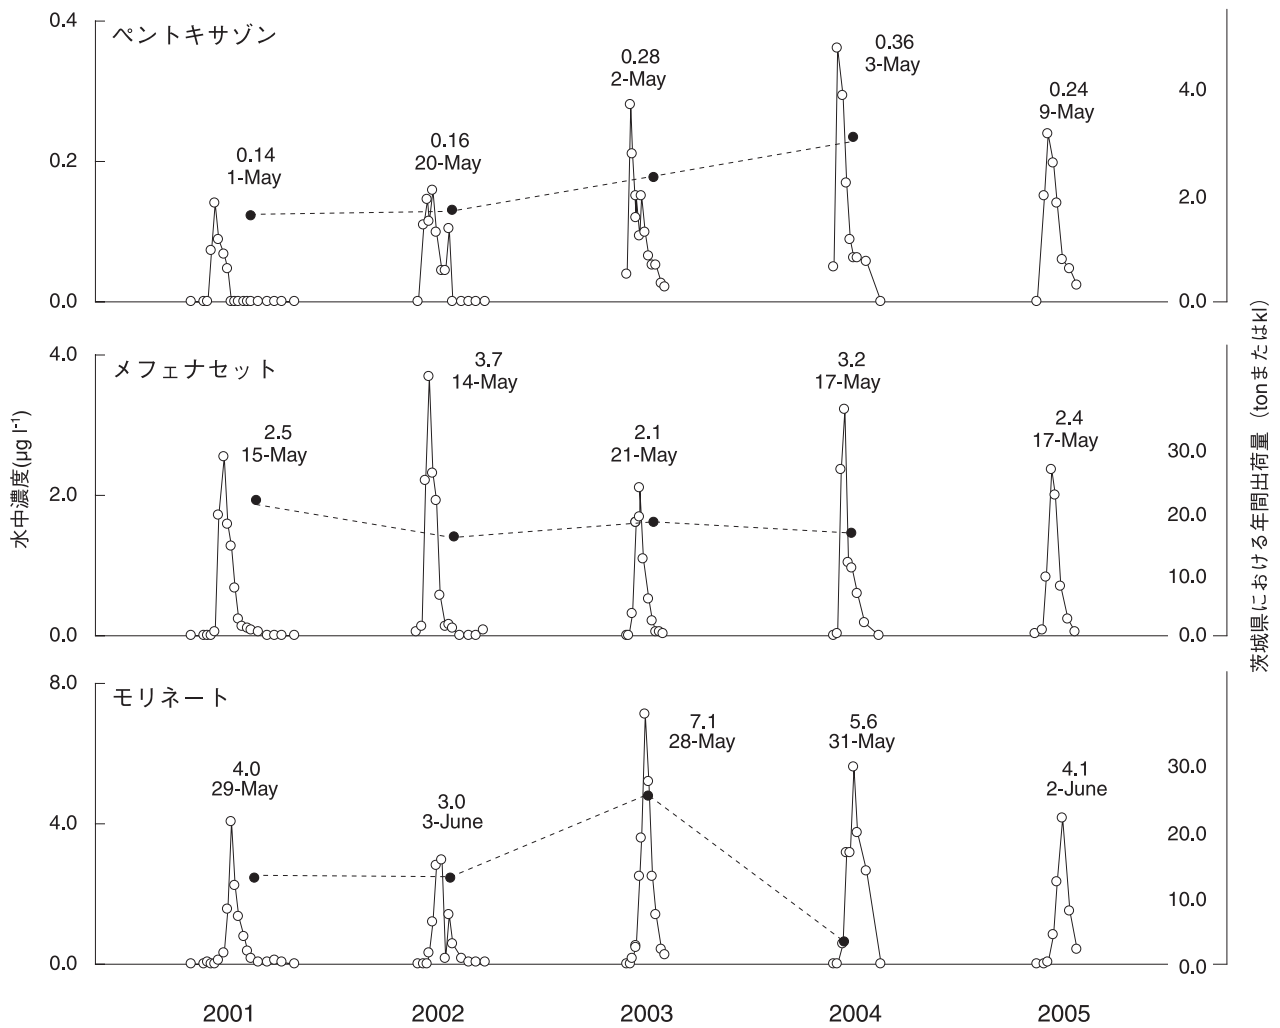 ペントキサゾン
0.4
0.2
0.0
0.14
1-May
0.16
20-May
0.28
2-May
0.36
3-May
0.24
9-May
4.0
2.0
0.0
メフェナセット
4.0
2.0
0.0
2.5
15-May
3.7
14-May
2.1
21-May
3.2
17-May
2.4
17-May
30.0
20.0
10.0
0.0
モリネート
8.0
4.0
0.0
4.0
29-May
3.0
3-June
7.1
28-May
5.6
31-May
4.1
2-June
30.0
20.0
10.0
0.0
2001 2002 2003 2004 2005
水中濃度(μg l⁻¹)
茨城県における年間出荷量(tonまたはkl)